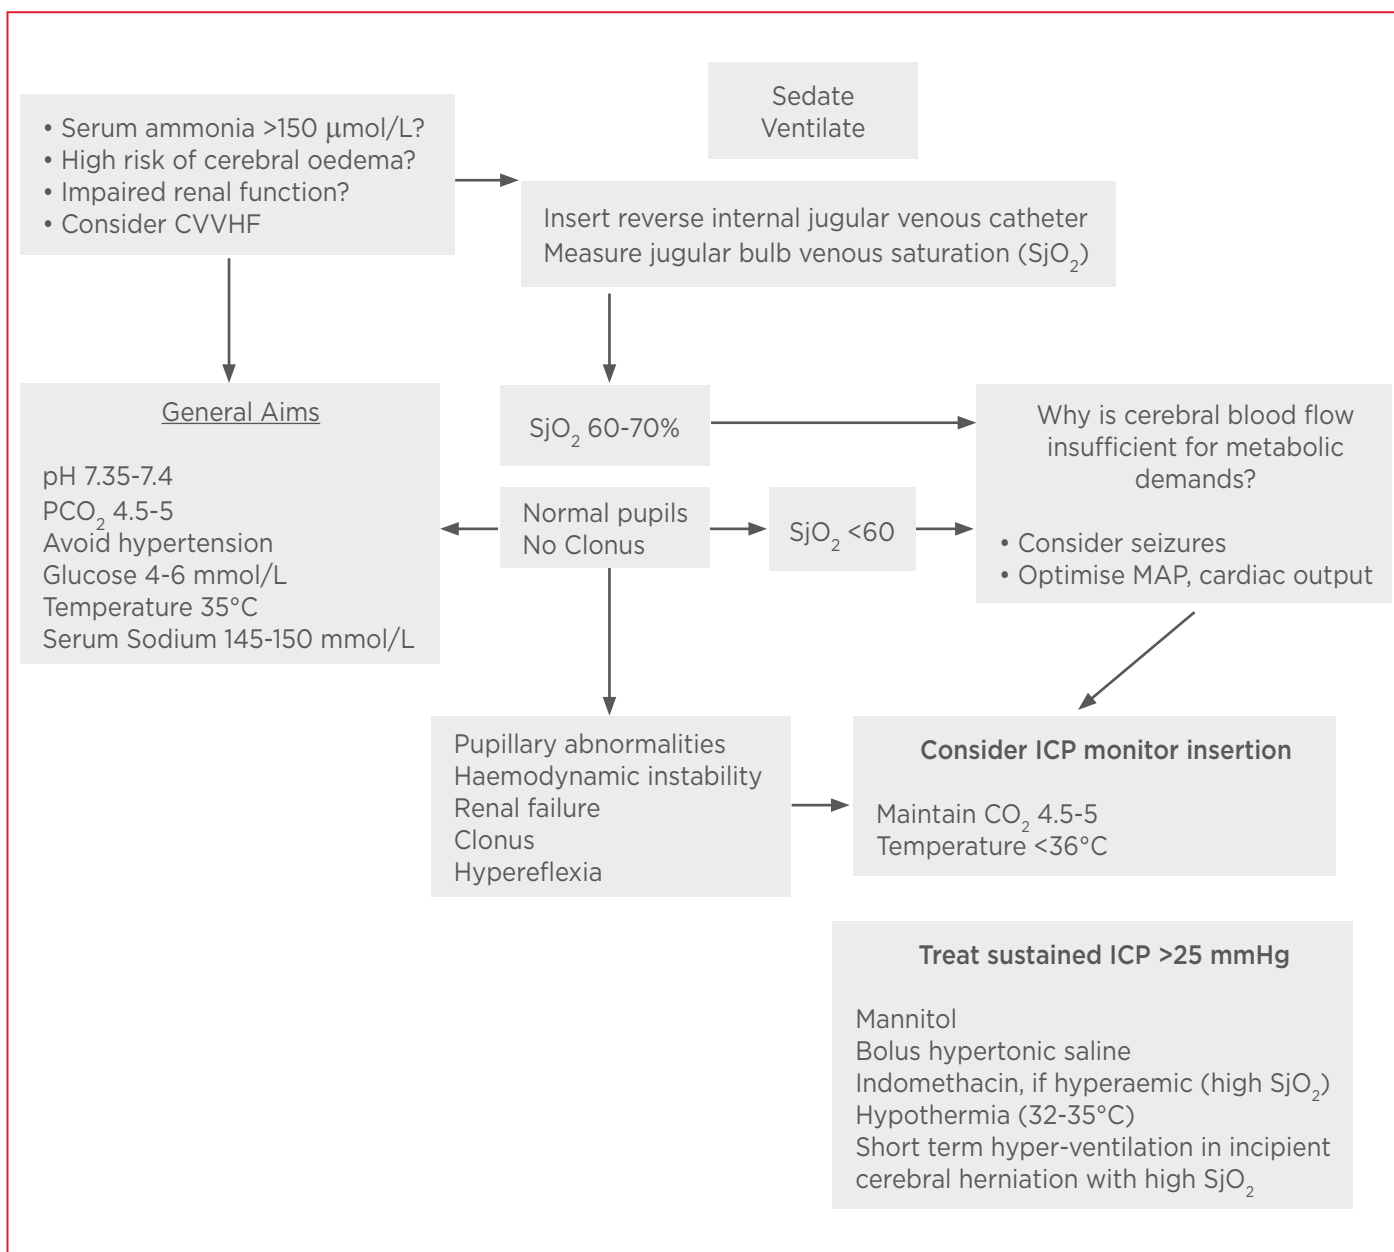 Sedate
Ventilate
• Serum ammonia >150 μmol/L?
• High risk of cerebral oedema?
• Impaired renal function?
• Consider CVVHF
Insert reverse internal jugular venous catheter
Measure jugular bulb venous saturation (SjO₂)
General Aims
pH 7.35-7.4
PCO₂ 4.5-5
Avoid hypertension
Glucose 4-6 mmol/L
Temperature 35°C
Serum Sodium 145-150 mmol/L
SjO₂ 60-70%
Normal pupils
No Clonus
SjO₂ <60
Why is cerebral blood flow
insufficient for metabolic
demands?
• Consider seizures
• Optimise MAP, cardiac output
Pupillary abnormalities
Haemodynamic instability
Renal failure
Clonus
Hypereflexia
Consider ICP monitor insertion
Maintain CO₂ 4.5-5
Temperature <36°C
Treat sustained ICP >25 mmHg
Mannitol
Bolus hypertonic saline
Indomethacin, if hyperaemic (high SjO₂)
Hypothermia (32-35°C)
Short term hyper-ventilation in incipient
cerebral herniation with high SjO₂